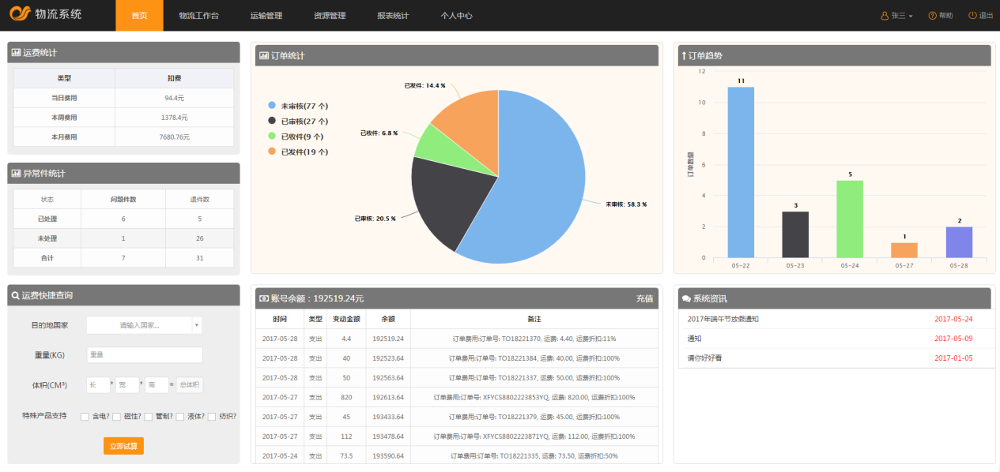 物流系统 首页 物流工作台 运输管理 资源管理 报表统计 个人中心 张三 帮助 退出
运费统计
类型 扣费
当日费用 94.4元
本周费用 1378.4元
本月费用 7680.76元
异常件统计
状态 问题件数 退件数
已处理 6 5
未处理 1 26
合计 7 31
运费快捷查询
目的地国家 请输入国家...
重量(KG) 重量
体积(CM³) 长 * 宽 * 高 = 总体积
特殊产品支持 含电? 磁性? 管制? 液体? 纺织?
立即试算
订单统计
未审核(77 个)
已审核(27 个)
已收件(9 个)
已发件(19 个)
已发件: 14.4 %
已收件: 6.8 %
已审核: 20.5 %
未审核: 58.3 %
订单趋势
订单数量
12
10
8
6
4
2
0
11
3
5
1
2
05-22 05-23 05-24 05-27 05-28
账号余额：192519.24元 充值
时间 类型 变动金额 余额 备注
2017-05-28 支出 4.4 192519.24 订单费用:订单号: TO18221370, 运费: 4.40, 运费折扣:11%
2017-05-28 支出 40 192523.64 订单费用:订单号: TO18221384, 运费: 40.00, 运费折扣:100%
2017-05-28 支出 50 192563.64 订单费用:订单号: TO18221337, 运费: 50.00, 运费折扣:100%
2017-05-27 支出 820 192613.64 订单费用:订单号: XFYCS8802223853YQ, 运费: 820.00, 运费折扣:100%
2017-05-27 支出 45 193433.64 订单费用:订单号: TO18221379, 运费: 45.00, 运费折扣:100%
2017-05-27 支出 112 193478.64 订单费用:订单号: XFYCS8802223871YQ, 运费: 112.00, 运费折扣:100%
2017-05-24 支出 73.5 193590.64 订单费用:订单号: TO18221335, 运费: 73.50, 运费折扣:50%
系统资讯
2017年端午节放假通知 2017-05-24
通知 2017-05-09
请你好好看 2017-01-05